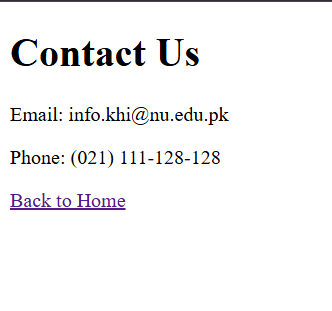 Contact Us
Email: info.khi@nu.edu.pk
Phone: (021) 111-128-128
Back to Home